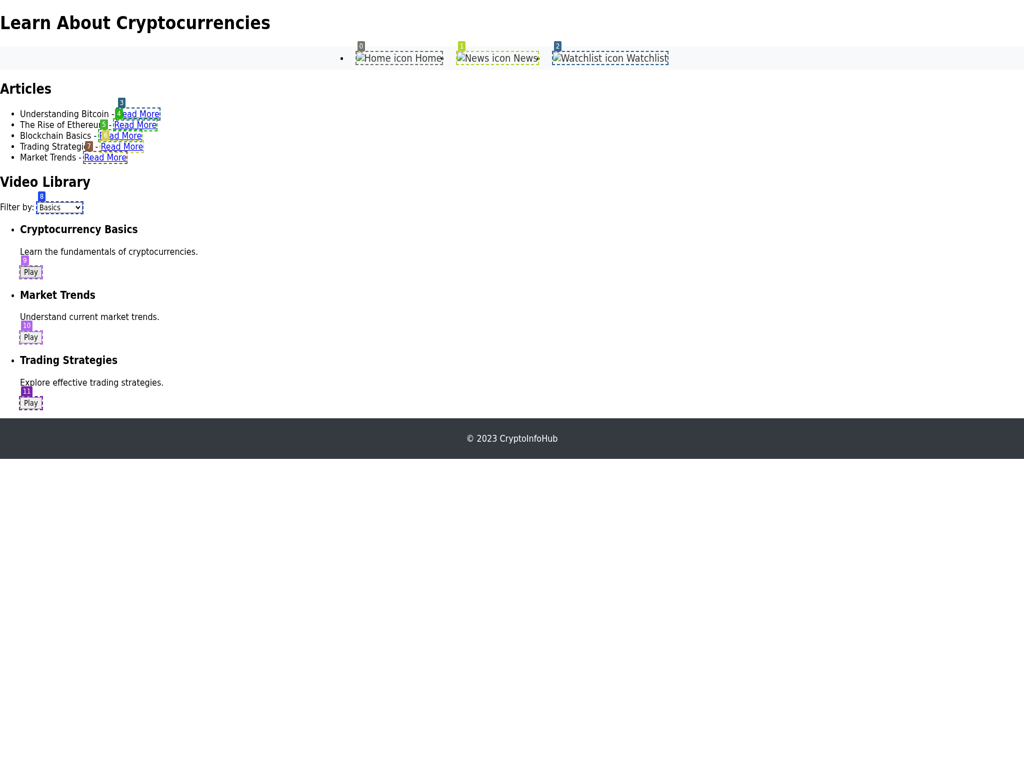 Learn About Cryptocurrencies
0 1 2
Home icon Home News icon News Watchlist icon Watchlist
Articles
3
Understanding Bitcoin - Read More
4
The Rise of Ethereum - Read More
5
Blockchain Basics - Read More
Trading Strategies - Read More
7
Market Trends - Read More
Video Library
8
Filter by: Basics
Cryptocurrency Basics
Learn the fundamentals of cryptocurrencies.
9
Play
Market Trends
Understand current market trends.
10
Play
Trading Strategies
Explore effective trading strategies.
11
Play
© 2023 CryptoInfoHub